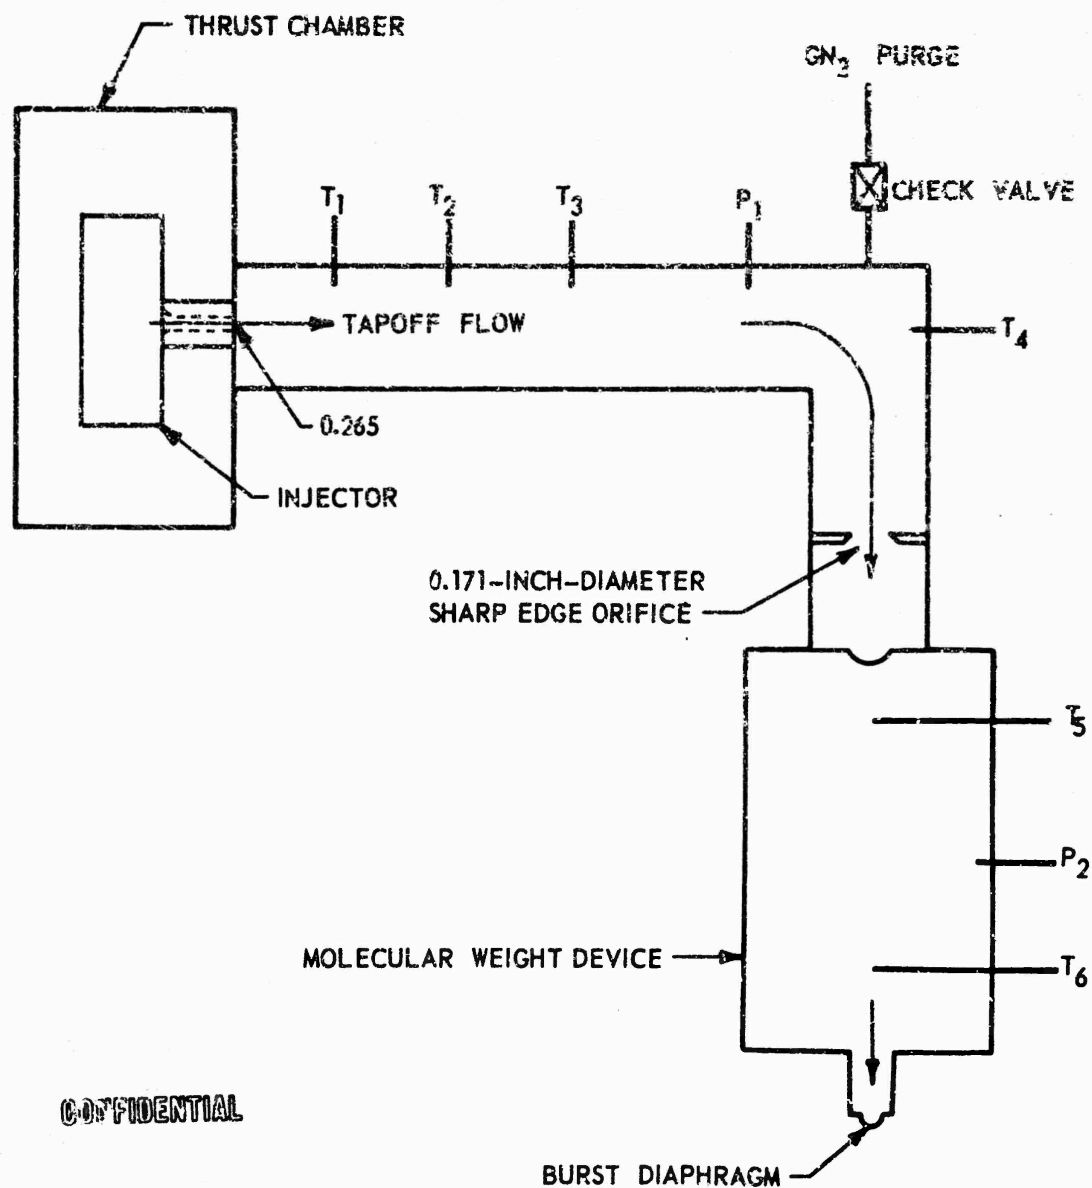 THRUST CHAMBER
GN2 PURGE
CHECK VALVE
T1
T2
T3
P1
TAPOFF FLOW
T4
0.265
INJECTOR
0.171-INCH-DIAMETER
SHARP EDGE ORIFICE
T5
P2
MOLECULAR WEIGHT DEVICE
T6
CONFIDENTIAL
BURST DIAPHRAGM